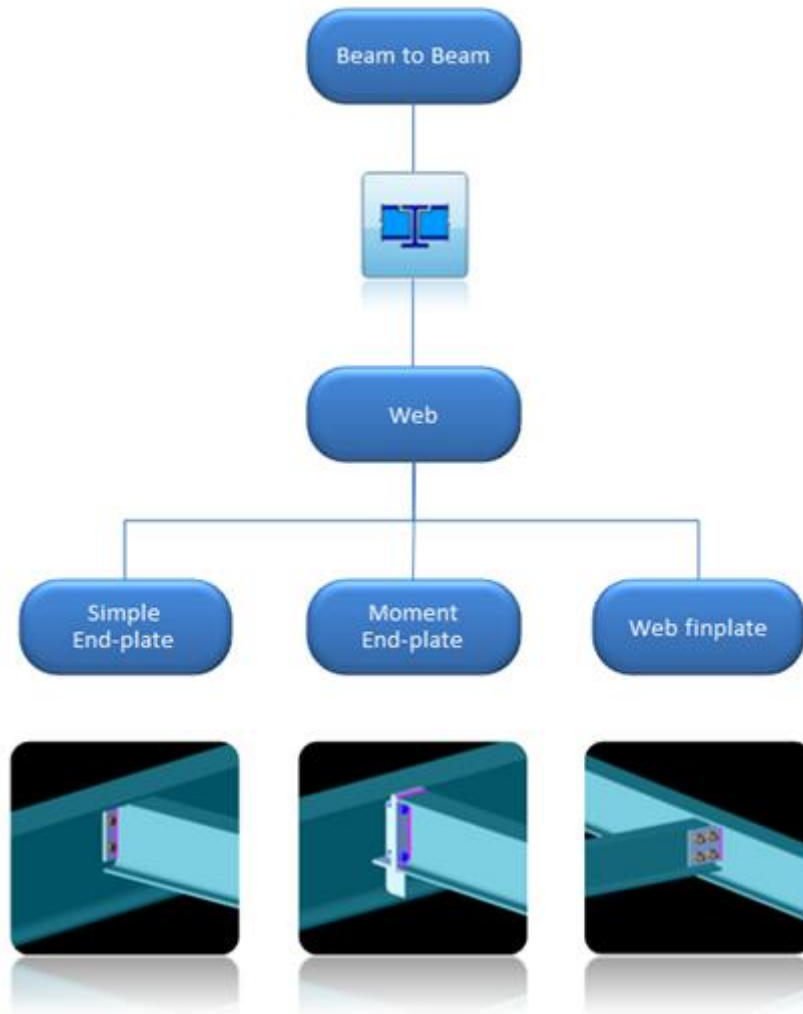 Beam to Beam
Web
Simple
End-plate
Moment
End-plate
Web finplate